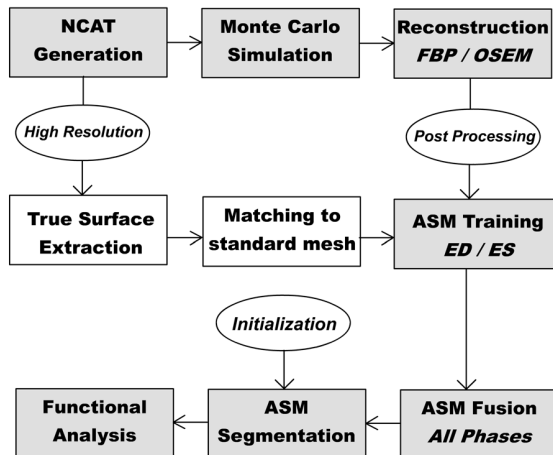 NCAT
Generation
Monte Carlo
Simulation
Reconstruction
FBP / OSEM
High Resolution
Post Processing
True Surface
Extraction
Matching to
standard mesh
ASM Training
ED / ES
Initialization
Functional
Analysis
ASM
Segmentation
ASM Fusion
All Phases